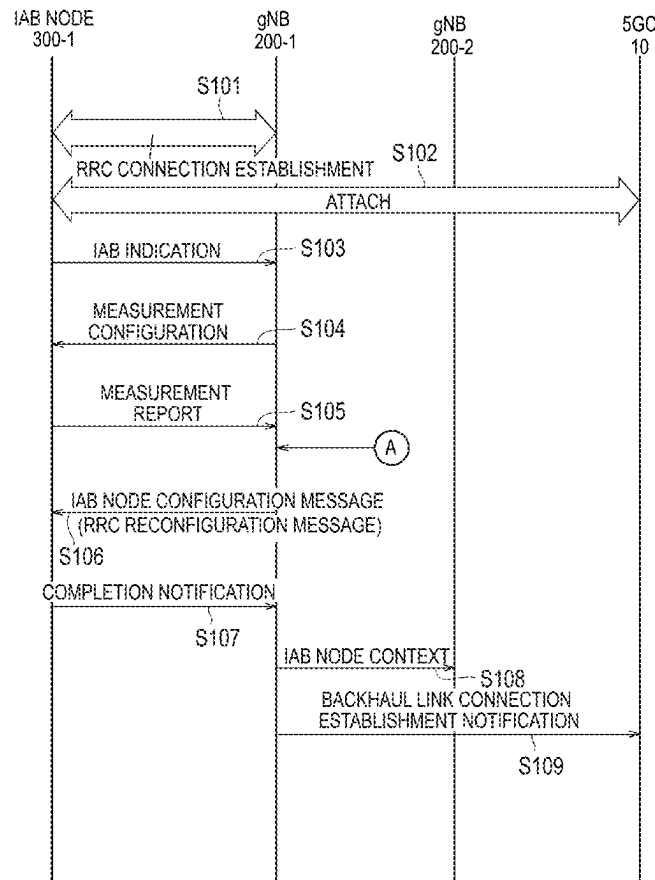 IAB NODE
300-1
gNB
200-1
gNB
200-2
5GC
10
S101
RRC CONNECTION ESTABLISHMENT
S102
ATTACH
IAB INDICATION
S103
MEASUREMENT
CONFIGURATION
S104
MEASUREMENT
REPORT
S105
A
IAB NODE CONFIGURATION MESSAGE
(RRC RECONFIGURATION MESSAGE)
S106
COMPLETION NOTIFICATION
S107
IAB NODE CONTEXT
S108
BACKHAUL LINK CONNECTION
ESTABLISHMENT NOTIFICATION
S109